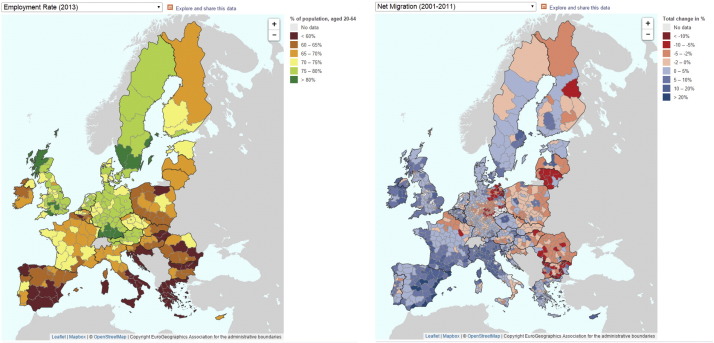 Employment Rate (2013)
Explore and share this data
+
−
% of population, aged 20-64
No data
< 60%
60 – 65%
65 – 70%
70 – 75%
75 – 80%
> 80%
Leaflet | Mapbox | © OpenStreetMap | Copyright EuroGeographics Association for the administrative boundaries
Net Migration (2001-2011)
Explore and share this data
+
−
Total change in %
No data
< -10%
-10 – -5%
-5 – -2%
-2 – 0%
0 – 5%
5 – 10%
10 – 20%
> 20%
Leaflet | Mapbox | © OpenStreetMap | Copyright EuroGeographics Association for the administrative boundaries